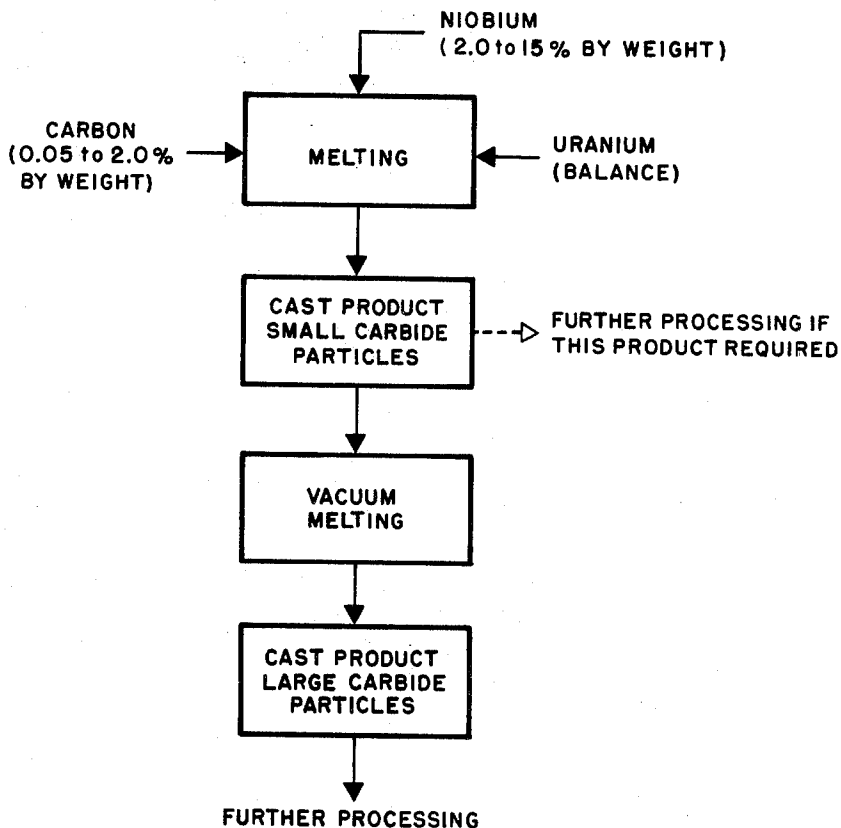 NIOBIUM
(2.0 to 15% BY WEIGHT)
CARBON
(0.05 to 2.0%
BY WEIGHT)
MELTING
URANIUM
(BALANCE)
CAST PRODUCT
SMALL CARBIDE
PARTICLES
FURTHER PROCESSING IF
THIS PRODUCT REQUIRED
VACUUM
MELTING
CAST PRODUCT
LARGE CARBIDE
PARTICLES
FURTHER PROCESSING